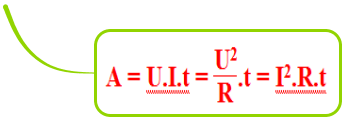 A = U.I.t = U²/R .t = I².R.t